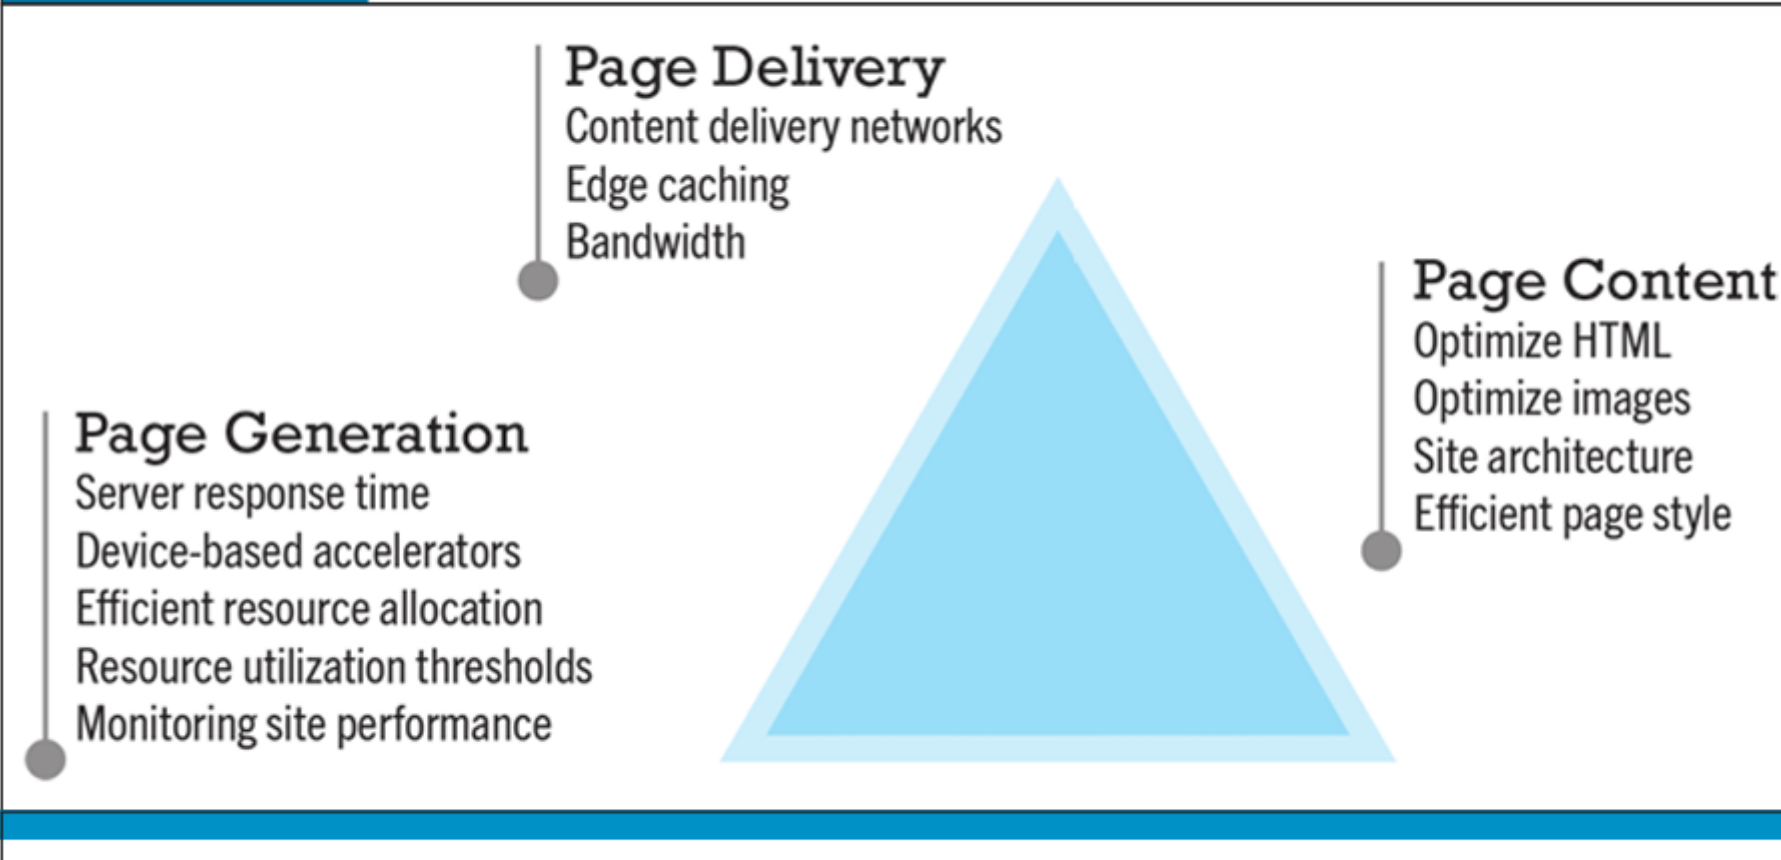 Page Delivery
Content delivery networks
Edge caching
Bandwidth
Page Content
Optimize HTML
Optimize images
Site architecture
Efficient page style
Page Generation
Server response time
Device-based accelerators
Efficient resource allocation
Resource utilization thresholds
Monitoring site performance